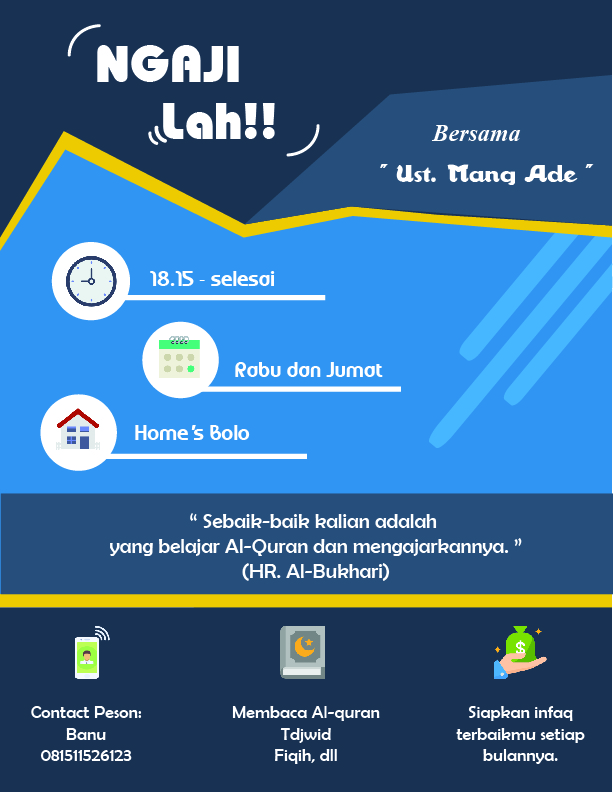 NGAJI
Lah!!
Bersama
" Ust. Mang Ade "
18.15 - selesai
Rabu dan Jumat
Home's Bolo
“ Sebaik-baik kalian adalah
yang belajar Al-Quran dan mengajarkannya. ”
(HR. Al-Bukhari)
Contact Peson:
Banu
081511526123
Membaca Al-quran
Tdjwid
Fiqih, dll
Siapkan infaq
terbaikmu setiap
bulannya.